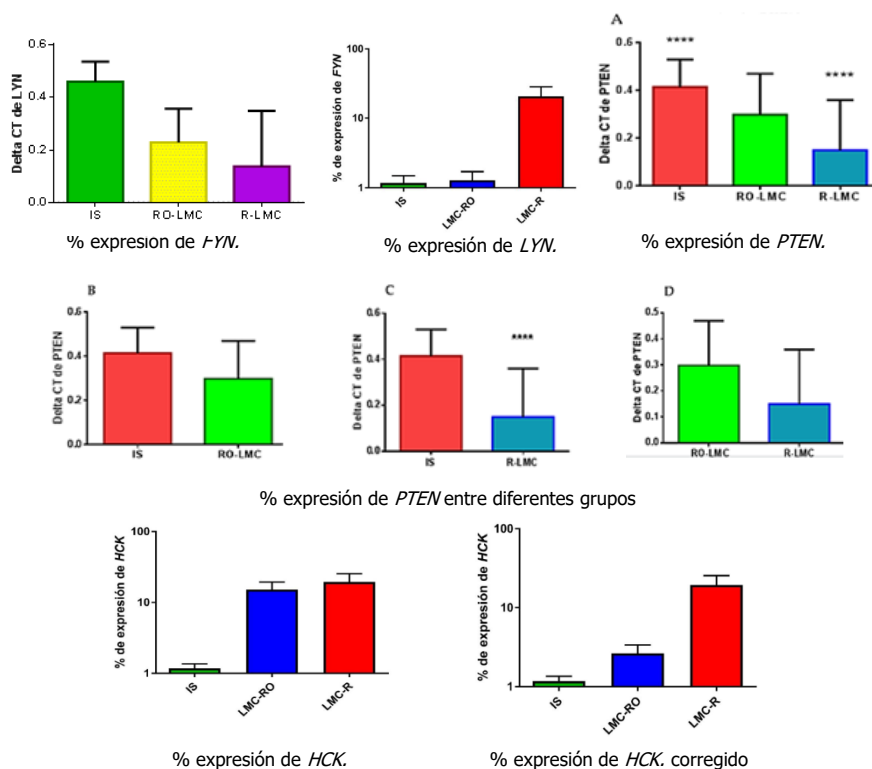 A
0.6
0.4
0.2
0.0
Delta CT de LYN
IS
RO-LMC
R-LMC
% expresión de FYN.
100
10
1
% de expresión de FYN
IS
LMC-RO
LMC-R
% expresión de LYN.
0.6
0.4
0.2
0.0
Delta CT de PTEN
****
****
IS
RO-LMC
R-LMC
% expresión de PTEN.
B
0.6
0.4
0.2
0.0
Delta CT de PTEN
IS
RO-LMC
C
0.6
0.4
0.2
0.0
Delta CT de PTEN
****
IS
R-LMC
D
0.5
0.4
0.3
0.2
0.1
0.0
Delta CT de PTEN
RO-LMC
R-LMC
% expresión de PTEN entre diferentes grupos
100
10
1
% de expresión de HCK
IS
LMC-RO
LMC-R
% expresión de HCK.
100
10
1
% de expresión de HCK
IS
LMC-RO
LMC-R
% expresión de HCK. corregido